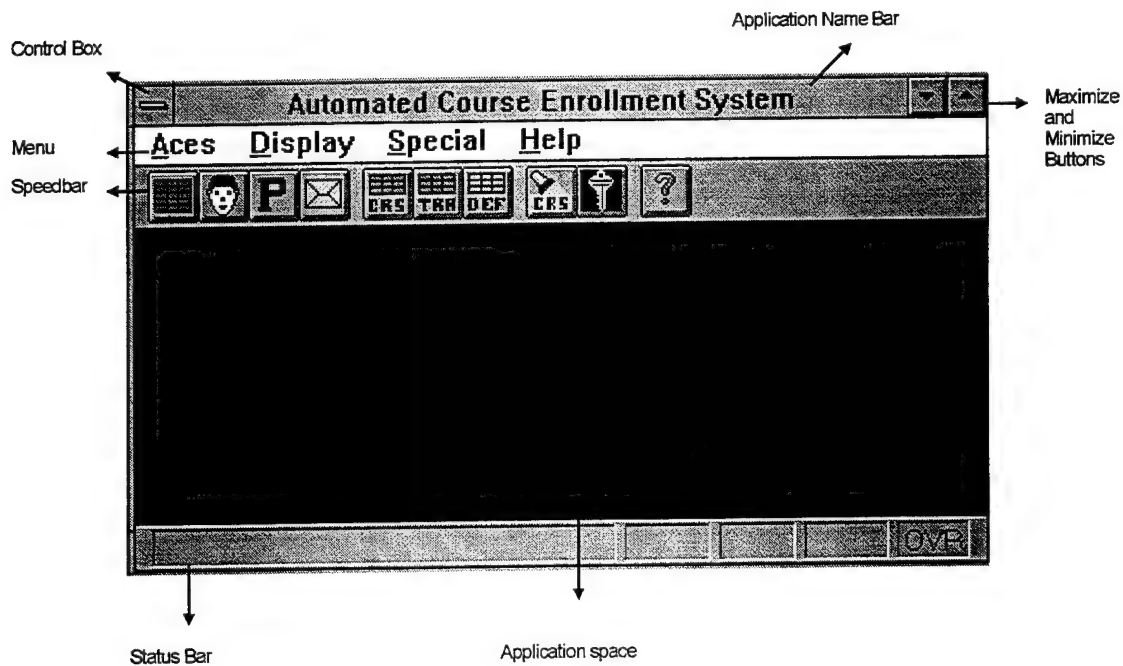 Application Name Bar
Control Box
Automated Course Enrollment System
Maximize
and
Minimize
Buttons
Menu
Aces Display Special Help
Speedbar
P CRS TRA DEF CRS ?
OVR
Status Bar
Application space